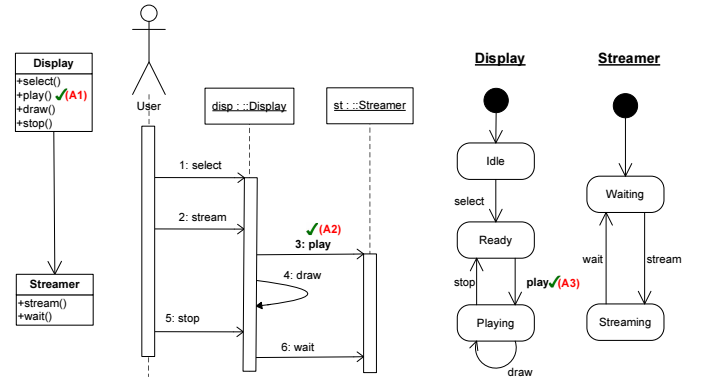 Display
+select()
+play() ✓(A1)
+draw()
+stop()
Streamer
+stream()
+wait()
User
disp : ::Display
st : ::Streamer
1: select
2: stream
✓(A2)
3: play
4: draw
5: stop
6: wait
Display
Idle
select
Ready
stop
play✓(A3)
Playing
draw
Streamer
Waiting
wait
stream
Streaming